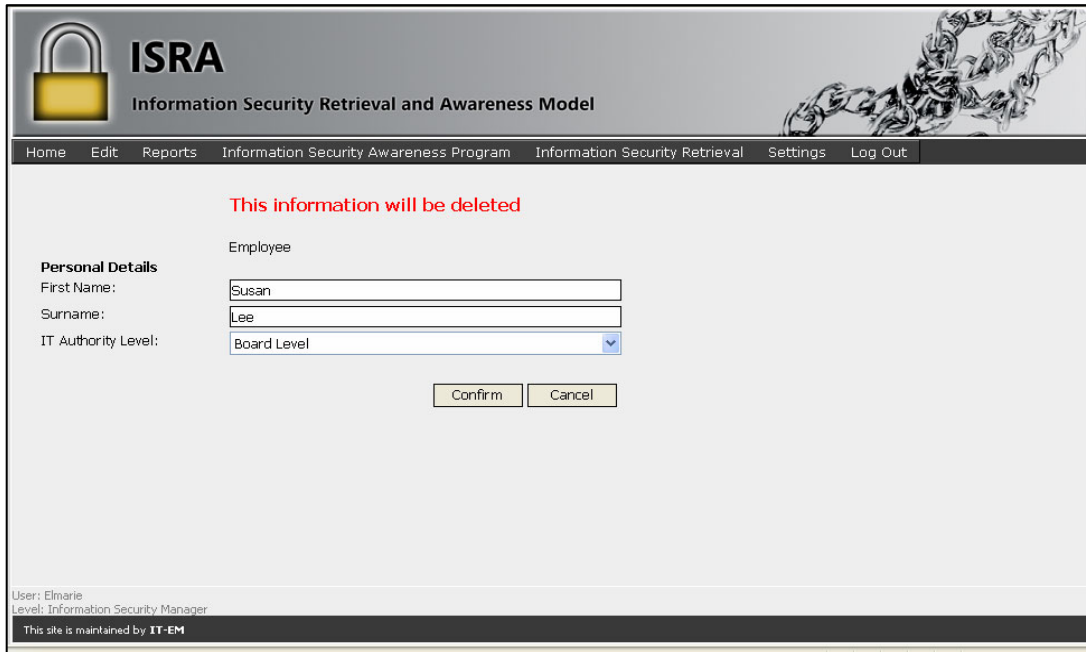 ISRA
Information Security Retrieval and Awareness Model
Home Edit Reports Information Security Awareness Program Information Security Retrieval Settings Log Out
This information will be deleted
Employee
Personal Details
First Name: Susan
Surname: Lee
IT Authority Level: Board Level
Confirm Cancel
User: Elmarie
Level: Information Security Manager
This site is maintained by IT-EM